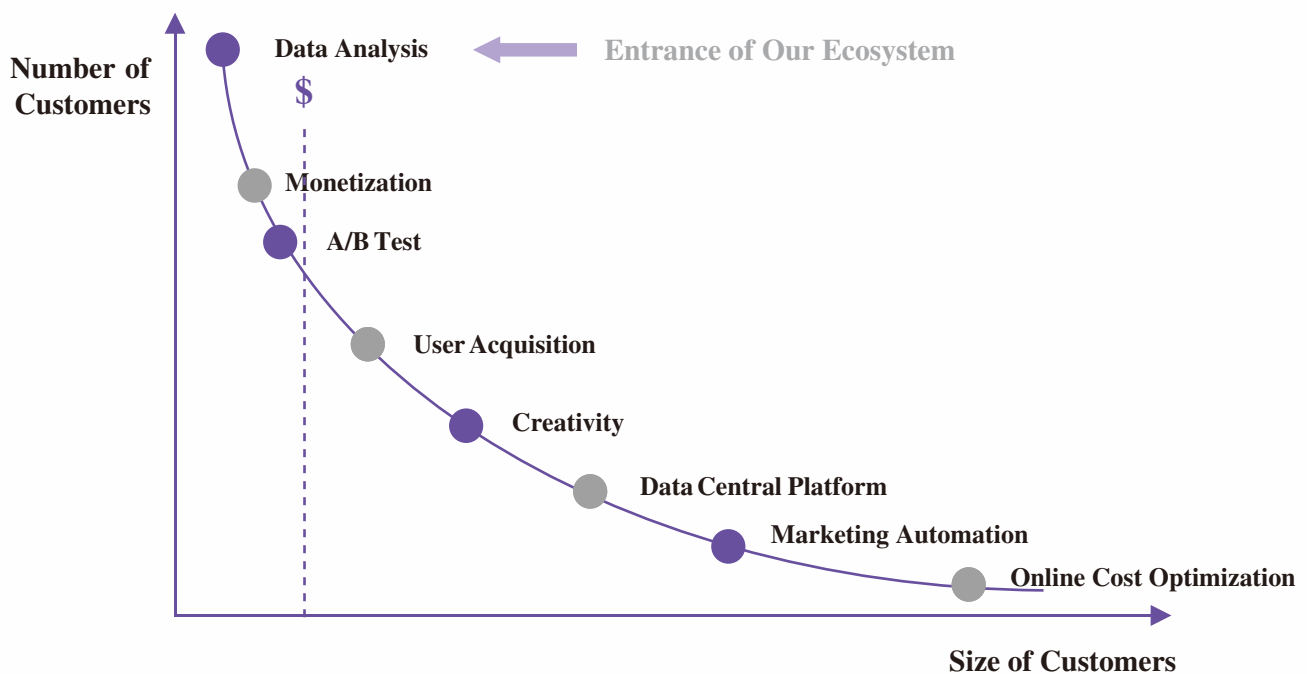 Number of
Customers
Data Analysis
Entrance of Our Ecosystem
$
Monetization
A/B Test
User Acquisition
Creativity
Data Central Platform
Marketing Automation
Online Cost Optimization
Size of Customers